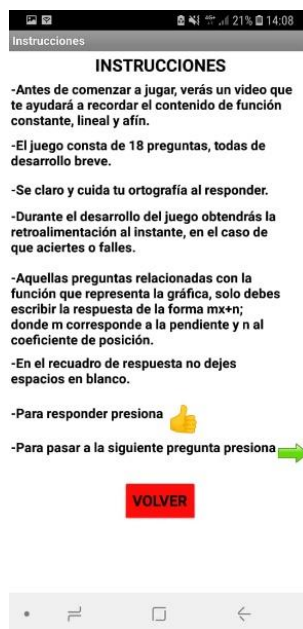 21% 14:08
Instrucciones
INSTRUCCIONES
-Antes de comenzar a jugar, verás un video que
te ayudará a recordar el contenido de función
constante, lineal y afín.
-El juego consta de 18 preguntas, todas de
desarrollo breve.
-Se claro y cuida tu ortografía al responder.
-Durante el desarrollo del juego obtendrás la
retroalimentación al instante, en el caso de
que aciertes o falles.
-Aquellas preguntas relacionadas con la
función que representa la gráfica, solo debes
escribir la respuesta de la forma mx+n;
donde m corresponde a la pendiente y n al
coeficiente de posición.
-En el recuadro de respuesta no dejes
espacios en blanco.
-Para responder presiona
-Para pasar a la siguiente pregunta presiona
VOLVER